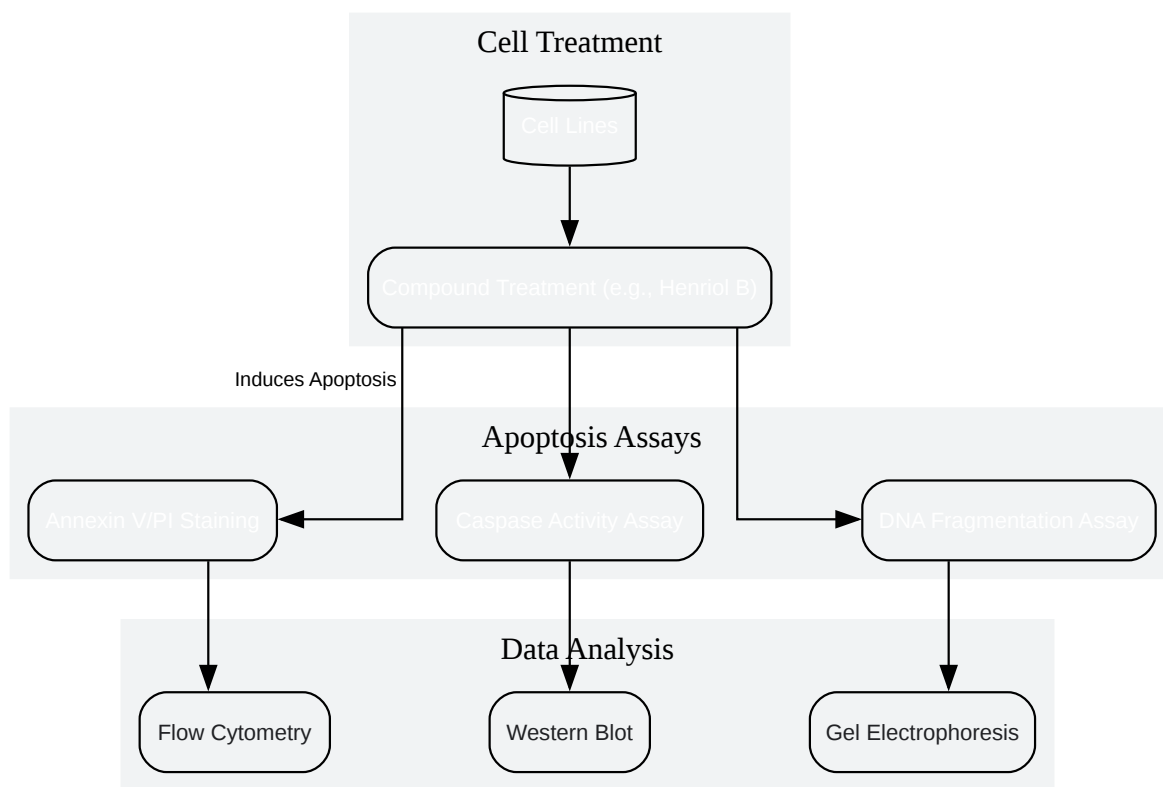 Cell Treatment
Cell Lines
Compound Treatment (e.g., Henriol B)
Induces Apoptosis
Apoptosis Assays
Annexin V/PI Staining
Caspase Activity Assay
DNA Fragmentation Assay
Data Analysis
Flow Cytometry
Western Blot
Gel Electrophoresis